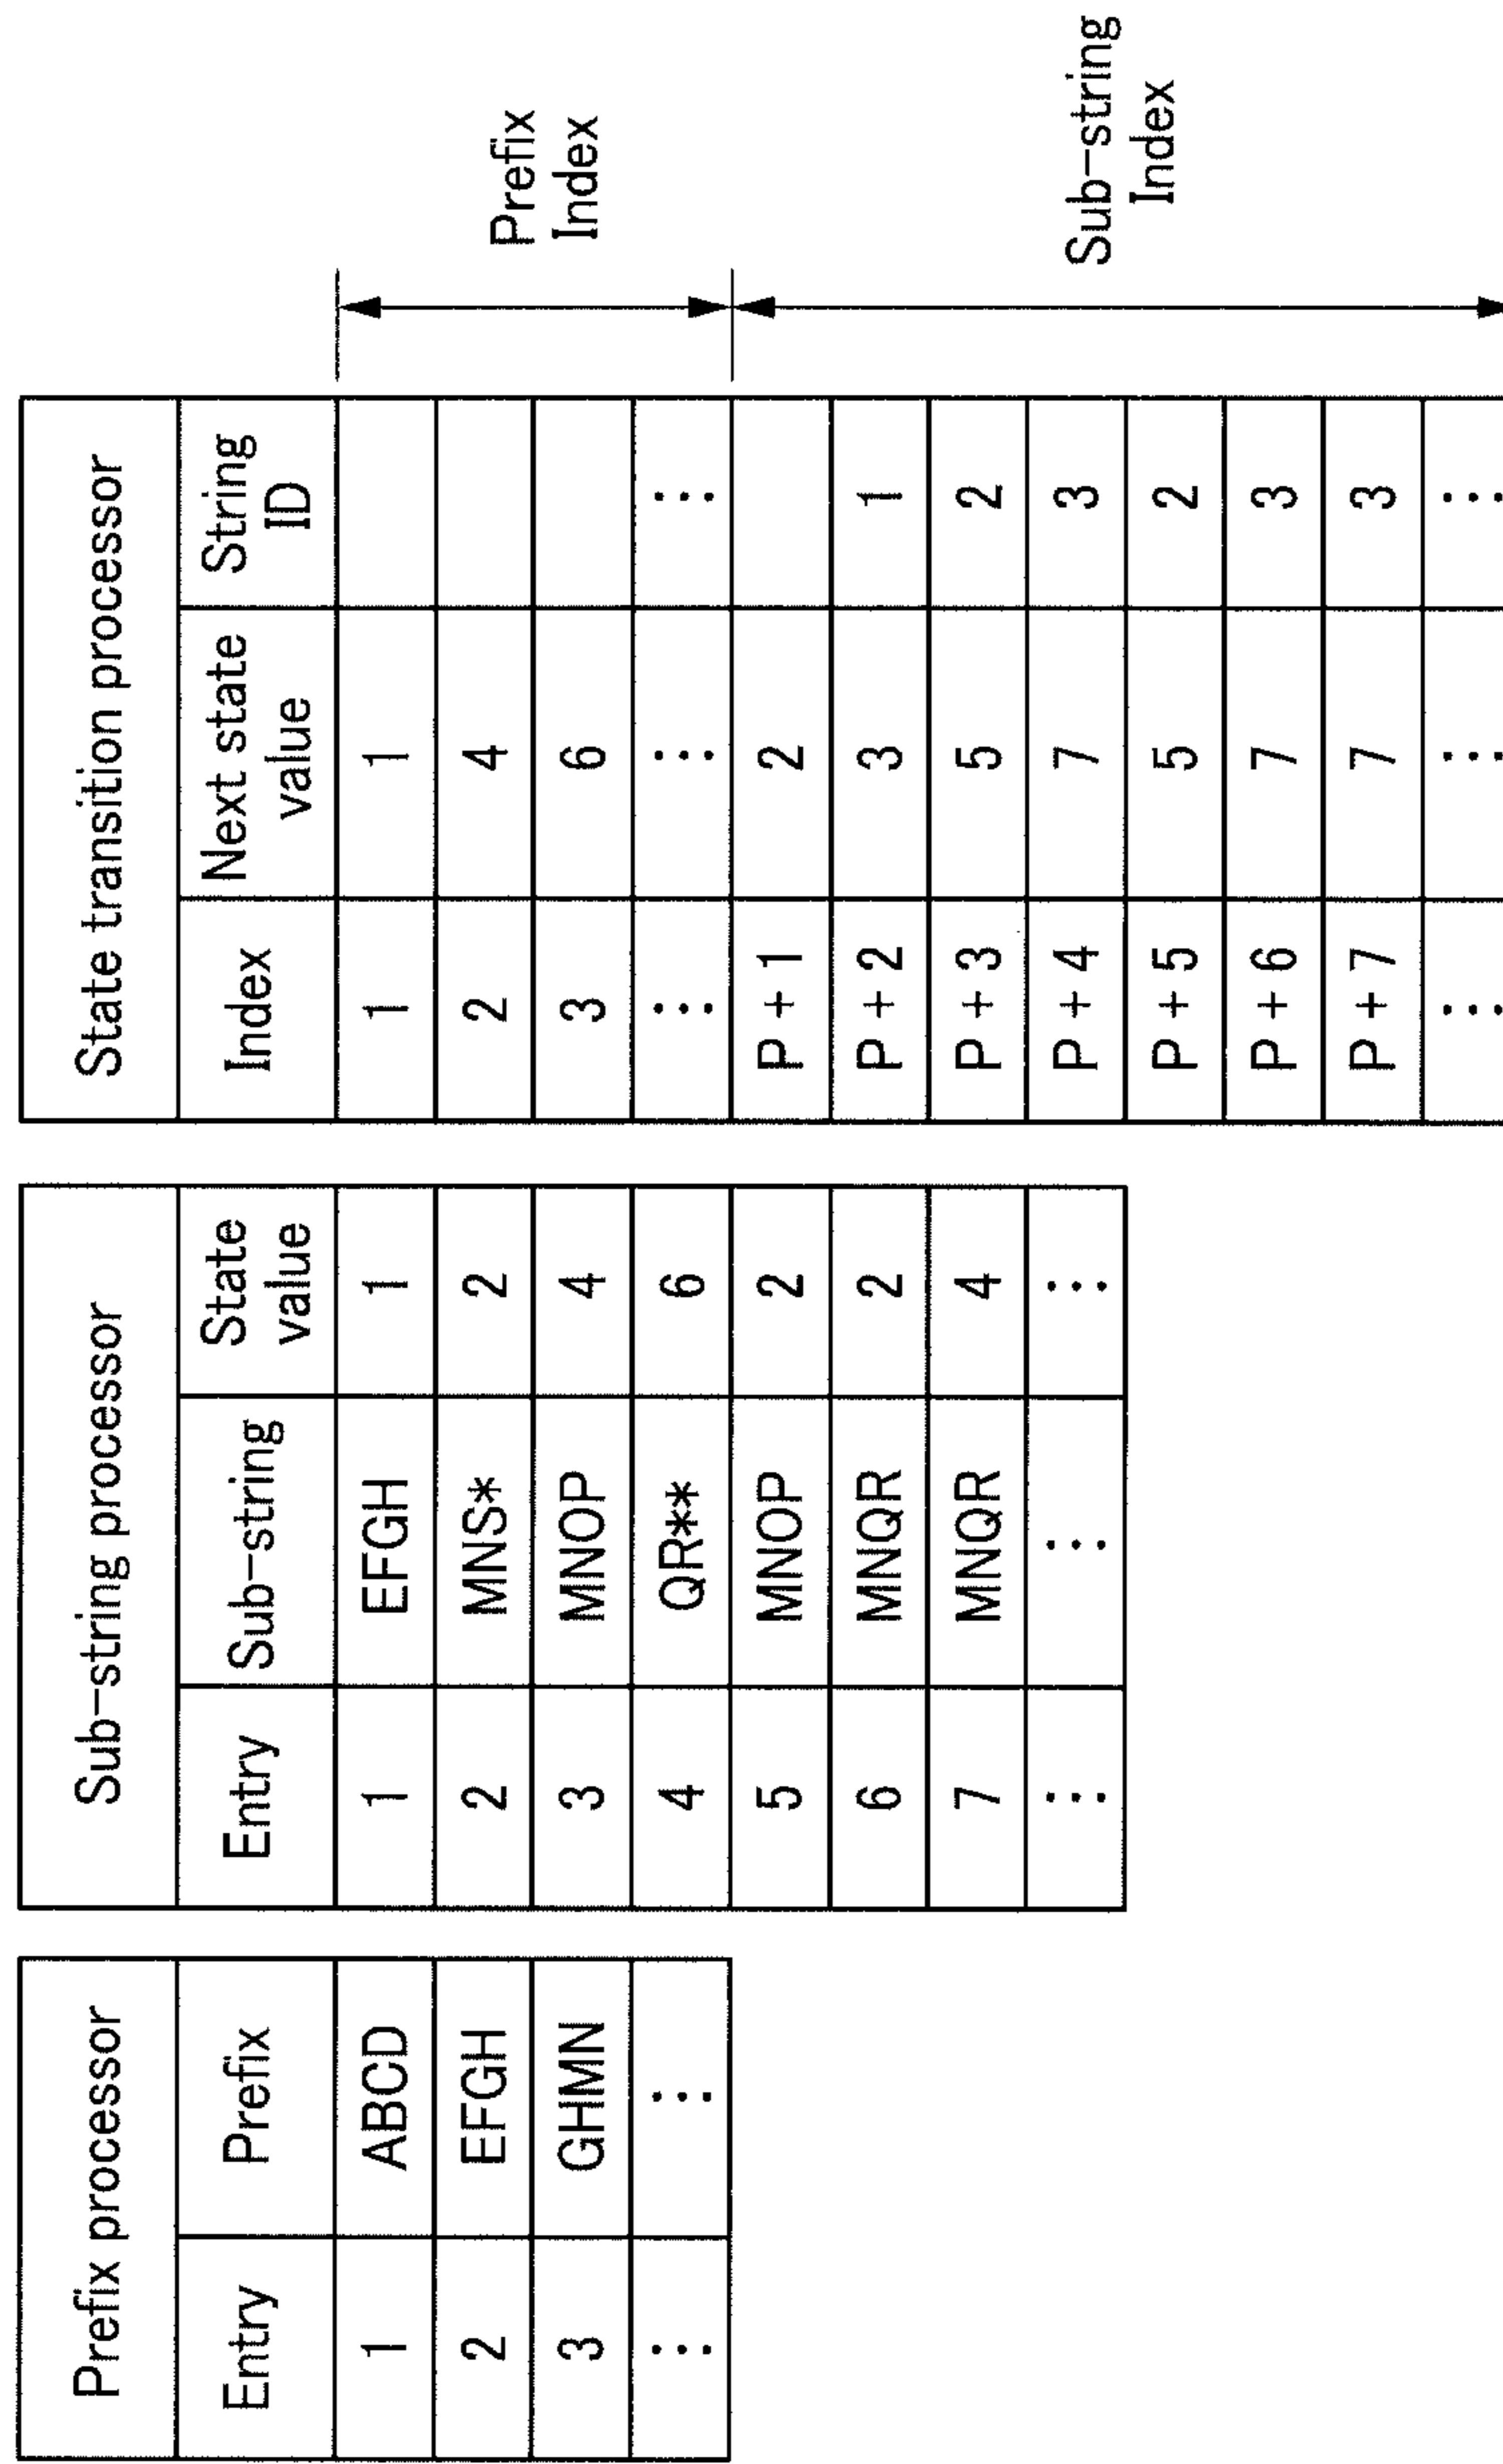 Prefix processor
Entry Prefix
1 ABCD
2 EFGH
3 GHMN
⋮ ⋮
Sub-string processor
Entry Sub-string State value
1 EFGH 1
2 MNS* 2
3 MNOP 4
4 QR** 6
5 MNOP 2
6 MNQR 2
7 MNQR 4
⋮ ⋮ ⋮
State transition processor
Index Next state value String ID
1 1
2 4
3 6
⋮ ⋮ ⋮
P + 1 2
P + 2 3 1
P + 3 5 2
P + 4 7 3
P + 5 5 2
P + 6 7 3
P + 7 7 3
⋮ ⋮ ⋮
Prefix
Index
Sub-string
Index